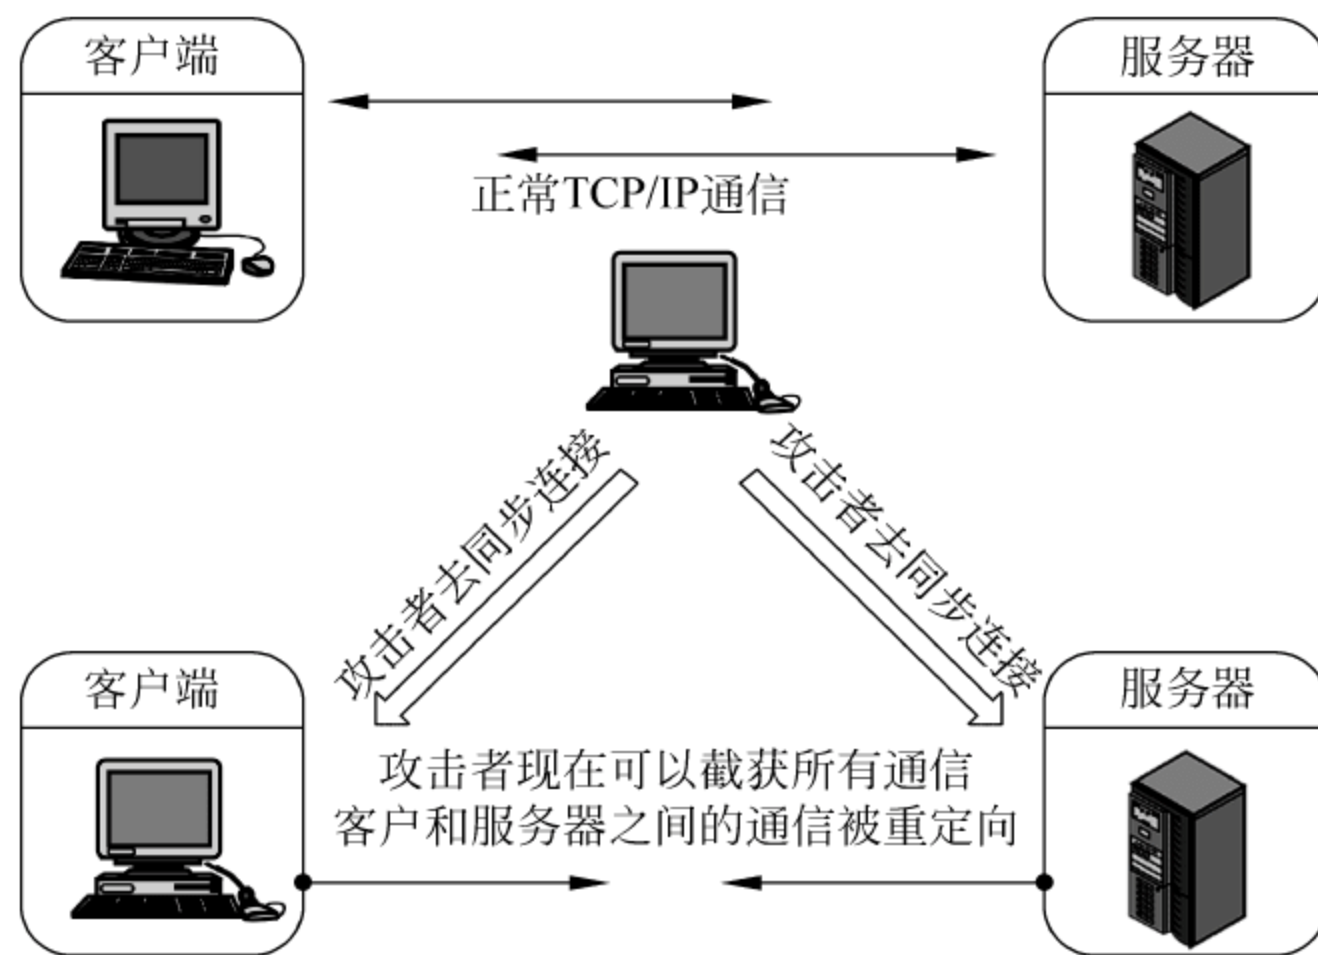 客户端
服务器
正常TCP/IP通信
攻击者去同步连接
攻击者去同步连接
客户端
服务器
攻击者现在可以截获所有通信
客户和服务器之间的通信被重定向